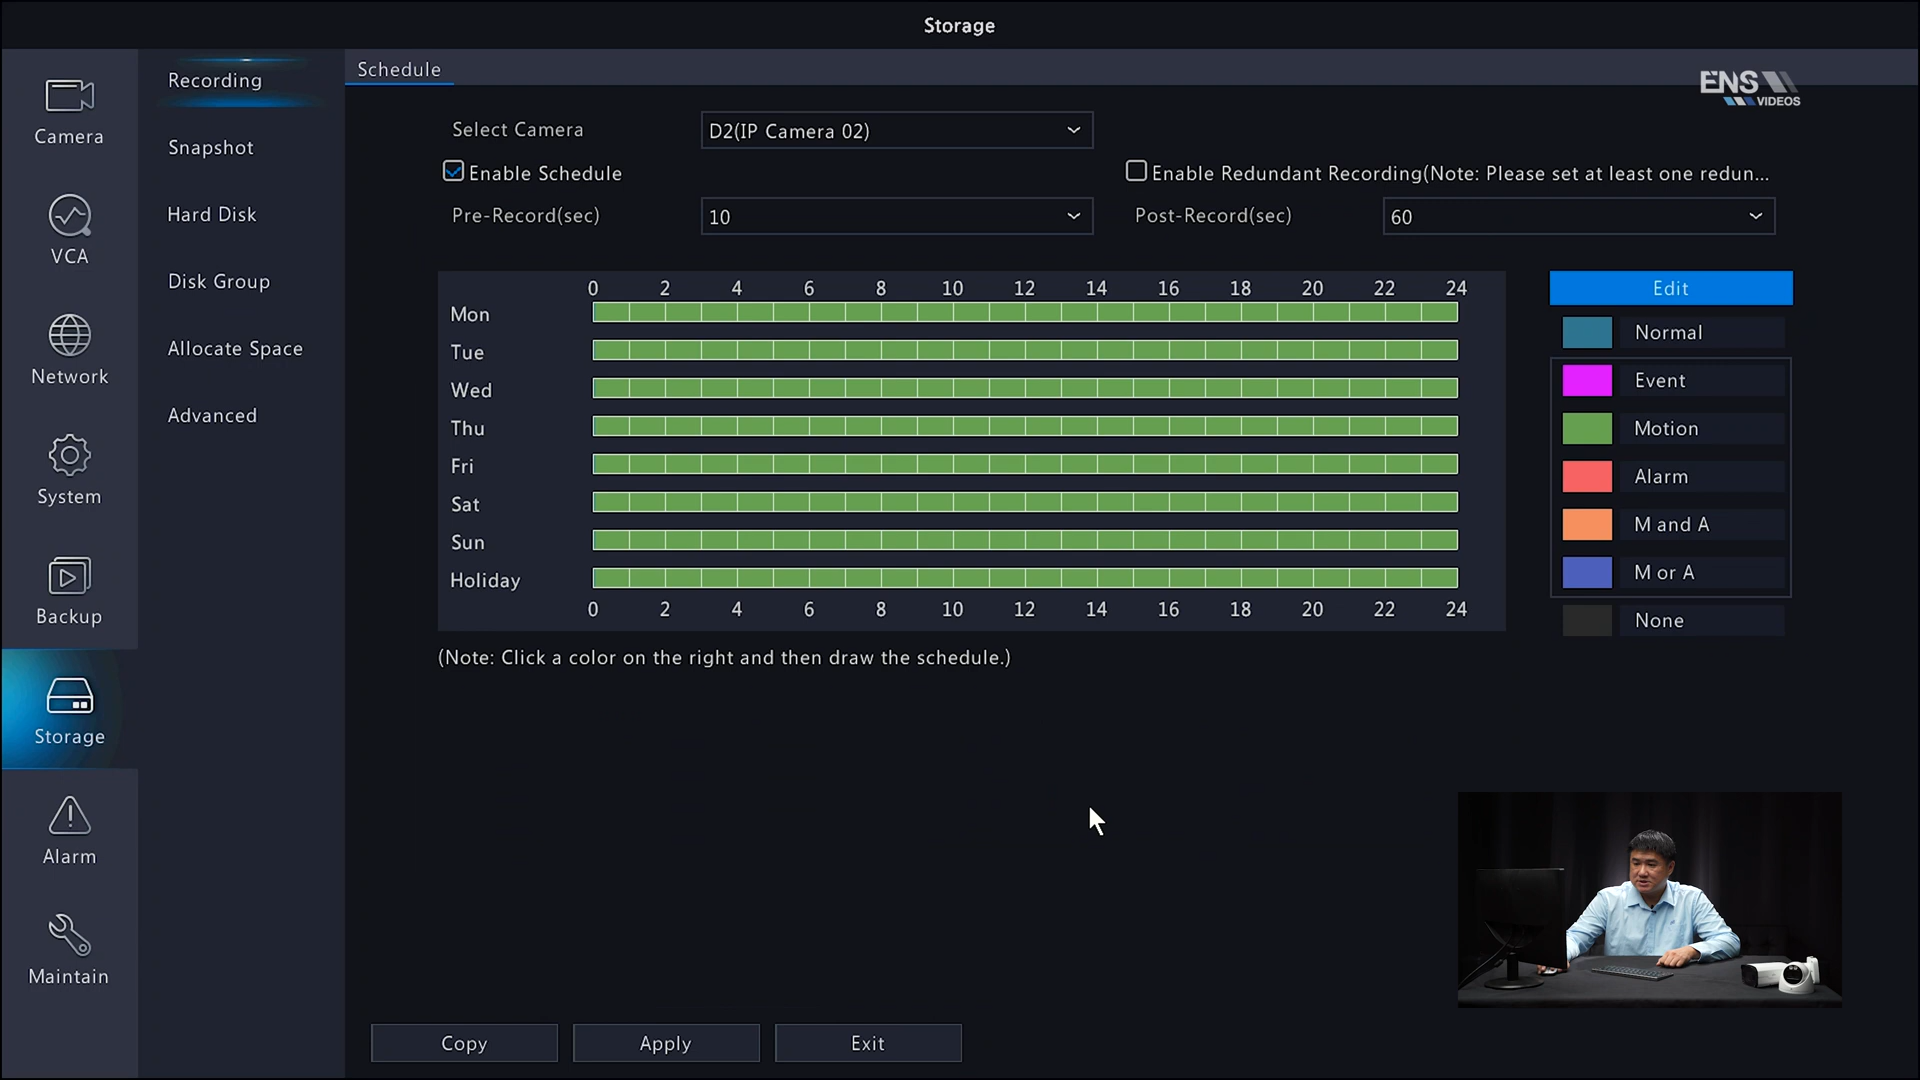 Storage
Camera
VCA
Network
System
Backup
Storage
Alarm
Maintain
Recording
Snapshot
Hard Disk
Disk Group
Allocate Space
Advanced
Schedule
ENS
VIDEOS
Select Camera
D2(IP Camera 02)
Enable Schedule
Enable Redundant Recording(Note: Please set at least one redun...
Pre-Record(sec)
10
Post-Record(sec)
60
0 2 4 6 8 10 12 14 16 18 20 22 24
Mon
Tue
Wed
Thu
Fri
Sat
Sun
Holiday
0 2 4 6 8 10 12 14 16 18 20 22 24
Edit
Normal
Event
Motion
Alarm
M and A
M or A
None
(Note: Click a color on the right and then draw the schedule.)
Copy
Apply
Exit